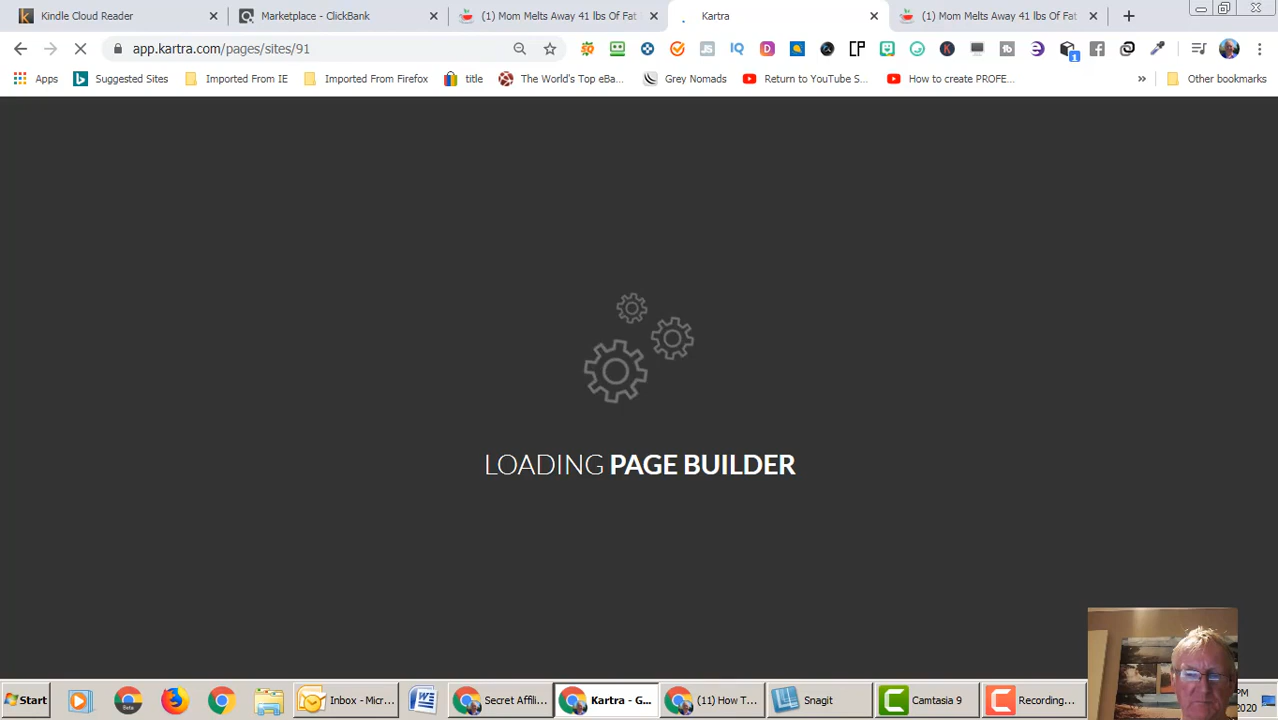 Kindle Cloud Reader
Marketplace - ClickBank
(1) Mom Melts Away 41 lbs Of Fat
Kartra
(1) Mom Melts Away 41 lbs Of Fat
app.kartra.com/pages/sites/91
Apps
Suggested Sites
Imported From IE
Imported From Firefox
title
The World's Top eBa...
Grey Nomads
Return to YouTube S...
How to create PROFE...
»
Other bookmarks
LOADING PAGE BUILDER
Start
Inbox - Micr...
Secret Affili...
Kartra - G...
(11) How T...
Snagit
Camtasia 9
Recording...
PM
2020